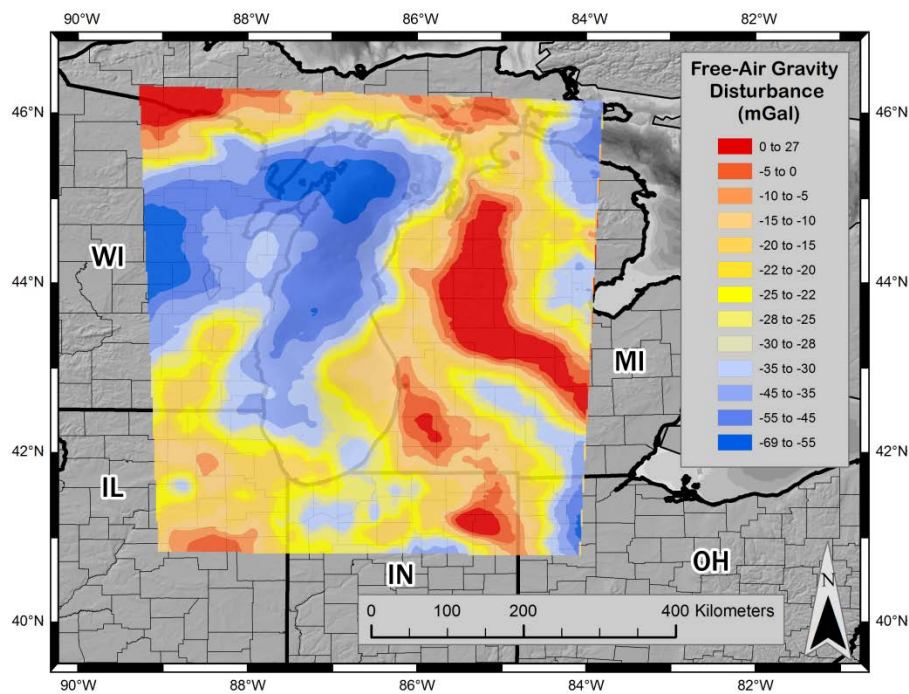 90°W 88°W 86°W 84°W 82°W
Free-Air Gravity
Disturbance
(mGal)
0 to 27
-5 to 0
-10 to -5
-15 to -10
-20 to -15
-22 to -20
-25 to -22
-28 to -25
-30 to -28
-35 to -30
-45 to -35
-55 to -45
-69 to -55
46°N 46°N
WI
44°N 44°N
MI
42°N 42°N
IL
OH
IN
N
0 100 200 400 Kilometers
40°N 40°N
90°W 88°W 86°W 84°W 82°W